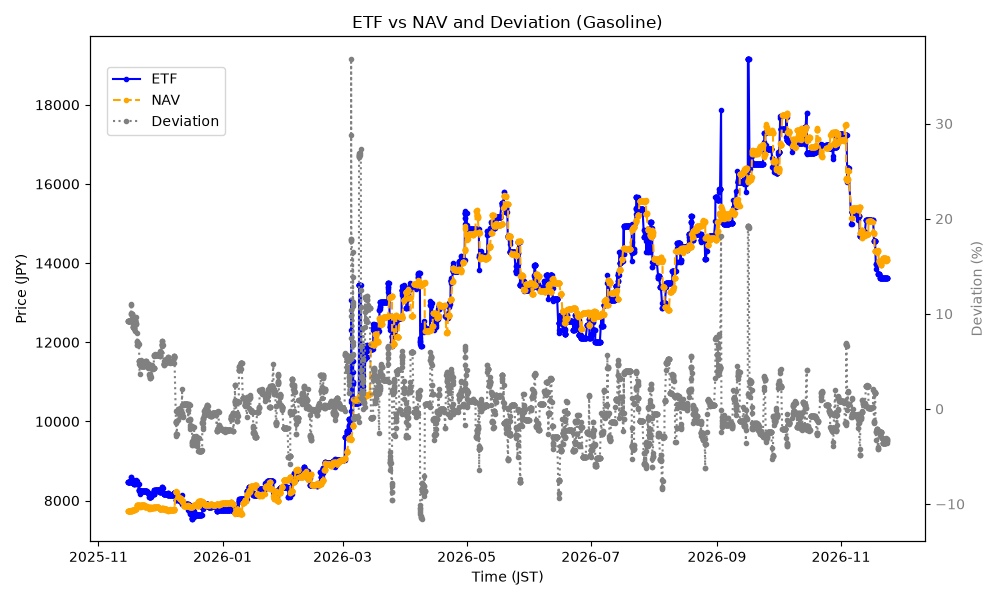 ETF vs NAV and Deviation (Gasoline)
ETF
NAV
Deviation
Price (JPY)
18000
16000
14000
12000
10000
8000
30
20
10
0
−10
Deviation (%)
2025-11
2026-01
2026-03
2026-05
2026-07
2026-09
2026-11
Time (JST)